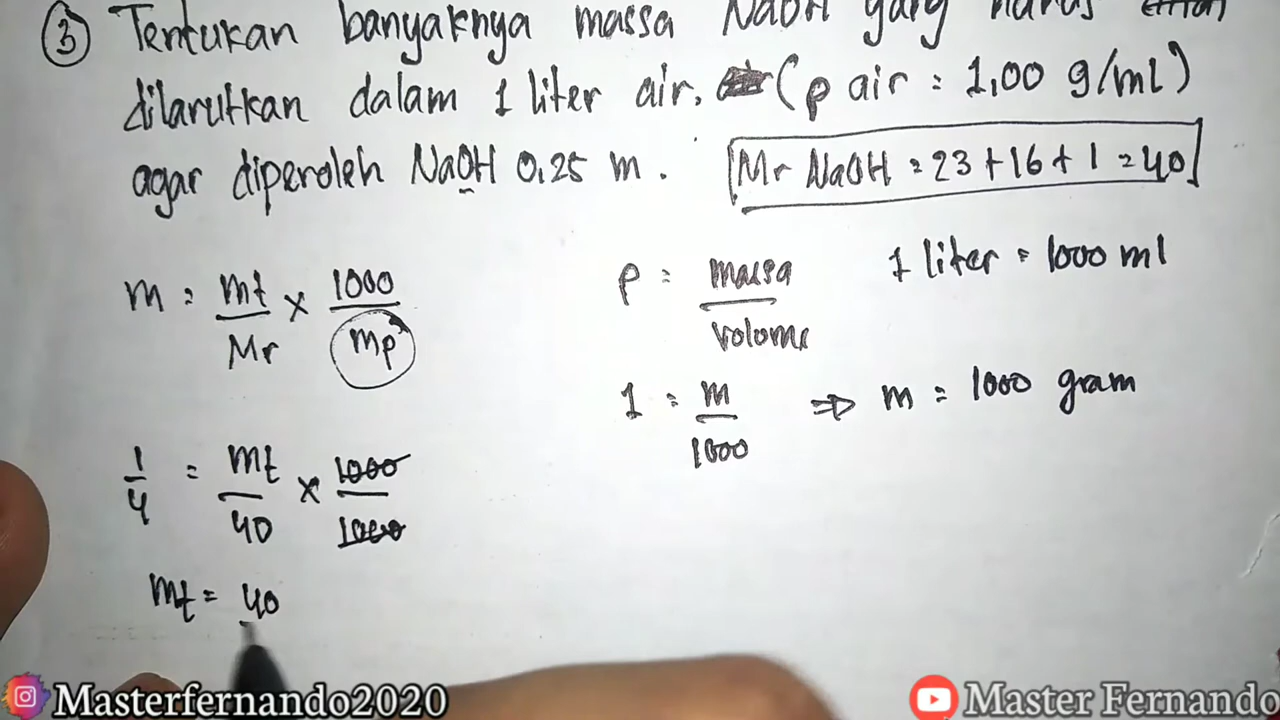 ③ Tentukan banyaknya massa NaOH yang harus
dilarutkan dalam 1 liter air. (ρ air = 1,00 g/ml)
agar diperoleh NaOH 0,25 m.
Mr NaOH = 23 + 16 + 1 = 40
m = mt/Mr × 1000/mp
ρ = massa/volume
1 liter = 1000 ml
1 = m/1000 ⇒ m = 1000 gram
1/4 = mt/40 × 1000/1000
mt = 40
Masterfernando2020
Master Fernando